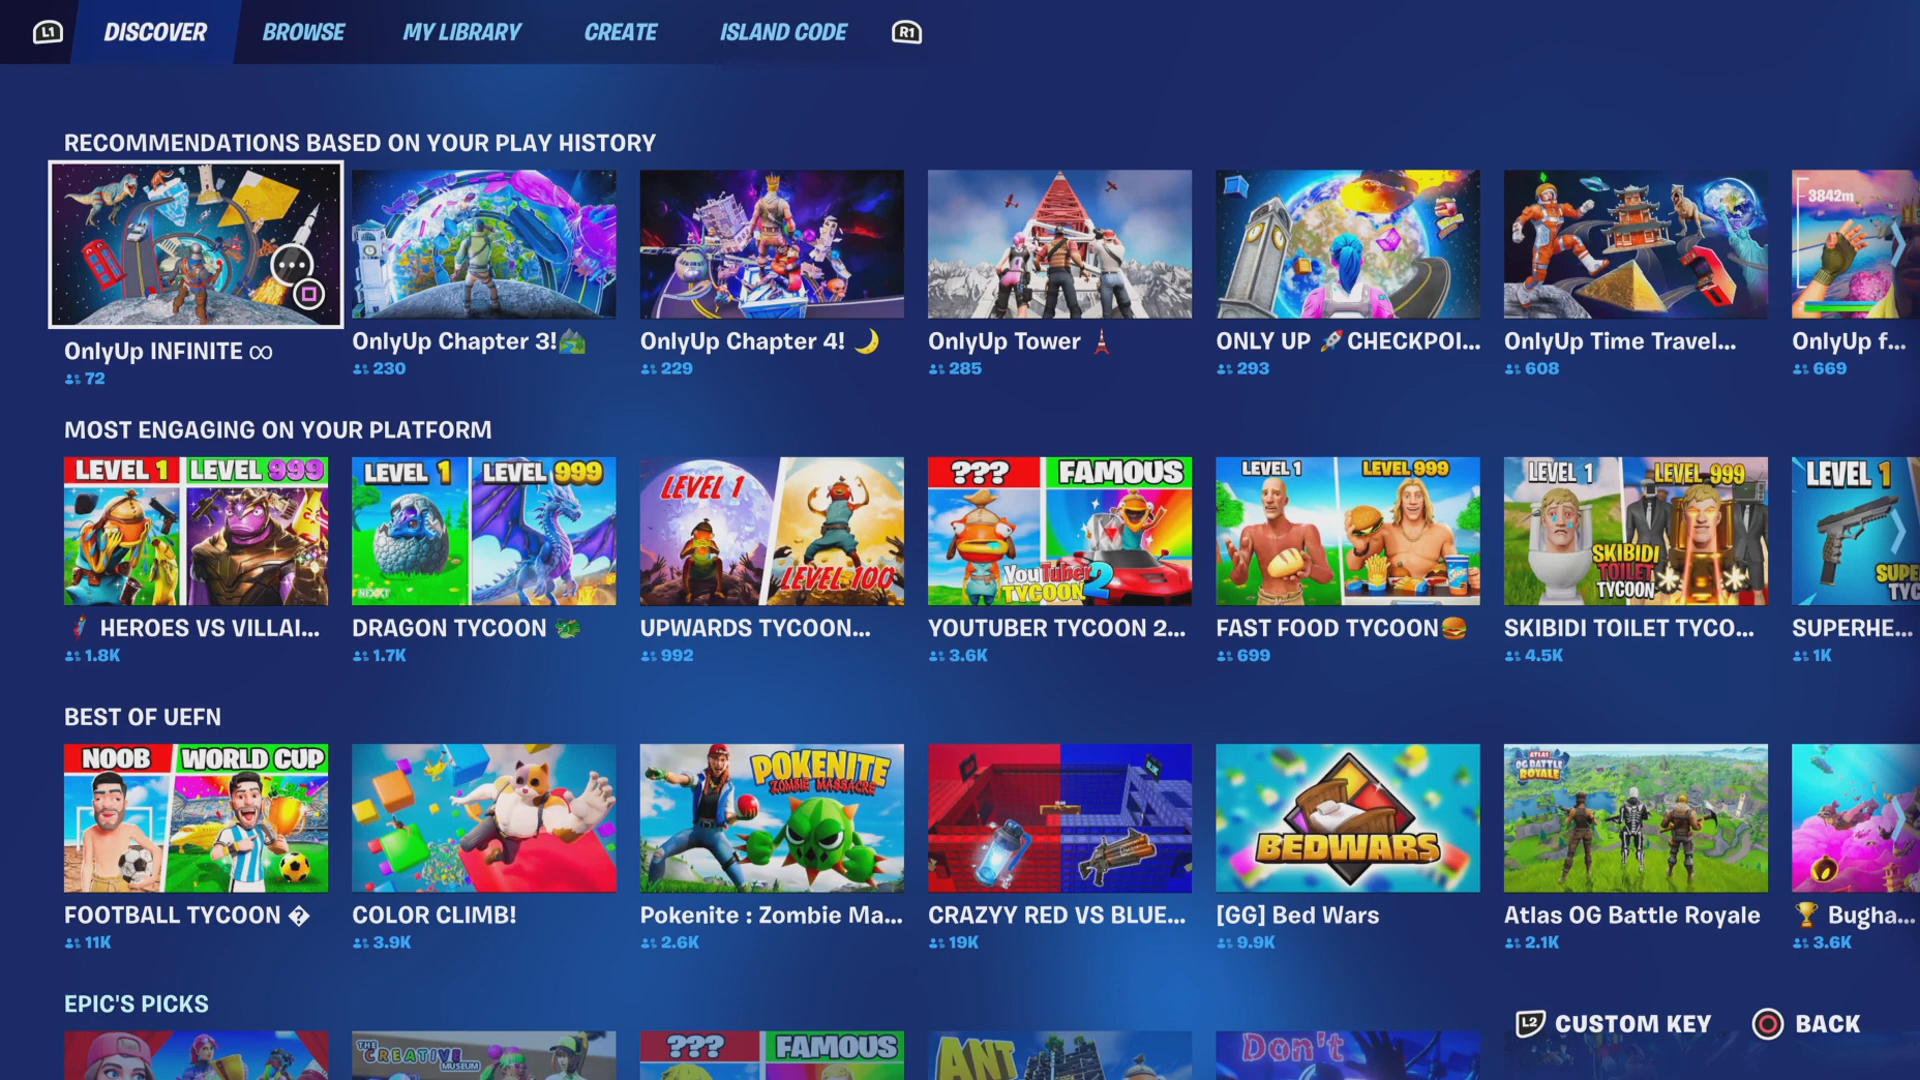 L1 DISCOVER BROWSE MY LIBRARY CREATE ISLAND CODE R1
RECOMMENDATIONS BASED ON YOUR PLAY HISTORY
3842m
OnlyUp INFINITE ∞
72
OnlyUp Chapter 3!
230
OnlyUp Chapter 4!
229
OnlyUp Tower
285
ONLY UP 🚀CHECKPOI...
293
OnlyUp Time Travel...
608
OnlyUp f...
669
MOST ENGAGING ON YOUR PLATFORM
LEVEL 1 LEVEL 999
HEROES VS VILLAI...
1.8K
LEVEL 1 LEVEL 999
DRAGON TYCOON 🐲
1.7K
LEVEL 1
LEVEL 100
UPWARDS TYCOON...
992
??? FAMOUS
YouTuber
TYCOON 2
YOUTUBER TYCOON 2...
3.6K
LEVEL 1 LEVEL 999
FAST FOOD TYCOON🍔
699
LEVEL 1 LEVEL 999
SKIBIDI
TOILET
TYCOON
SKIBIDI TOILET TYCO...
4.5K
LEVEL 1
SUPE
TYC
SUPERHE...
1K
BEST OF UEFN
NOOB WORLD CUP
FOOTBALL TYCOON �
11K
COLOR CLIMB!
3.9K
POKENITE
ZOMBIE MASSACRE
Pokenite : Zombie Ma...
2.6K
CRAZYY RED VS BLUE...
19K
BEDWARS
[GG] Bed Wars
9.9K
ATLAS
OG BATTLE
ROYALE
Atlas OG Battle Royale
2.1K
🏆 Bugha...
3.6K
EPIC'S PICKS
THE
CREATIVE
MUSEUM
??? FAMOUS
ANT
Don't
L2 CUSTOM KEY BACK